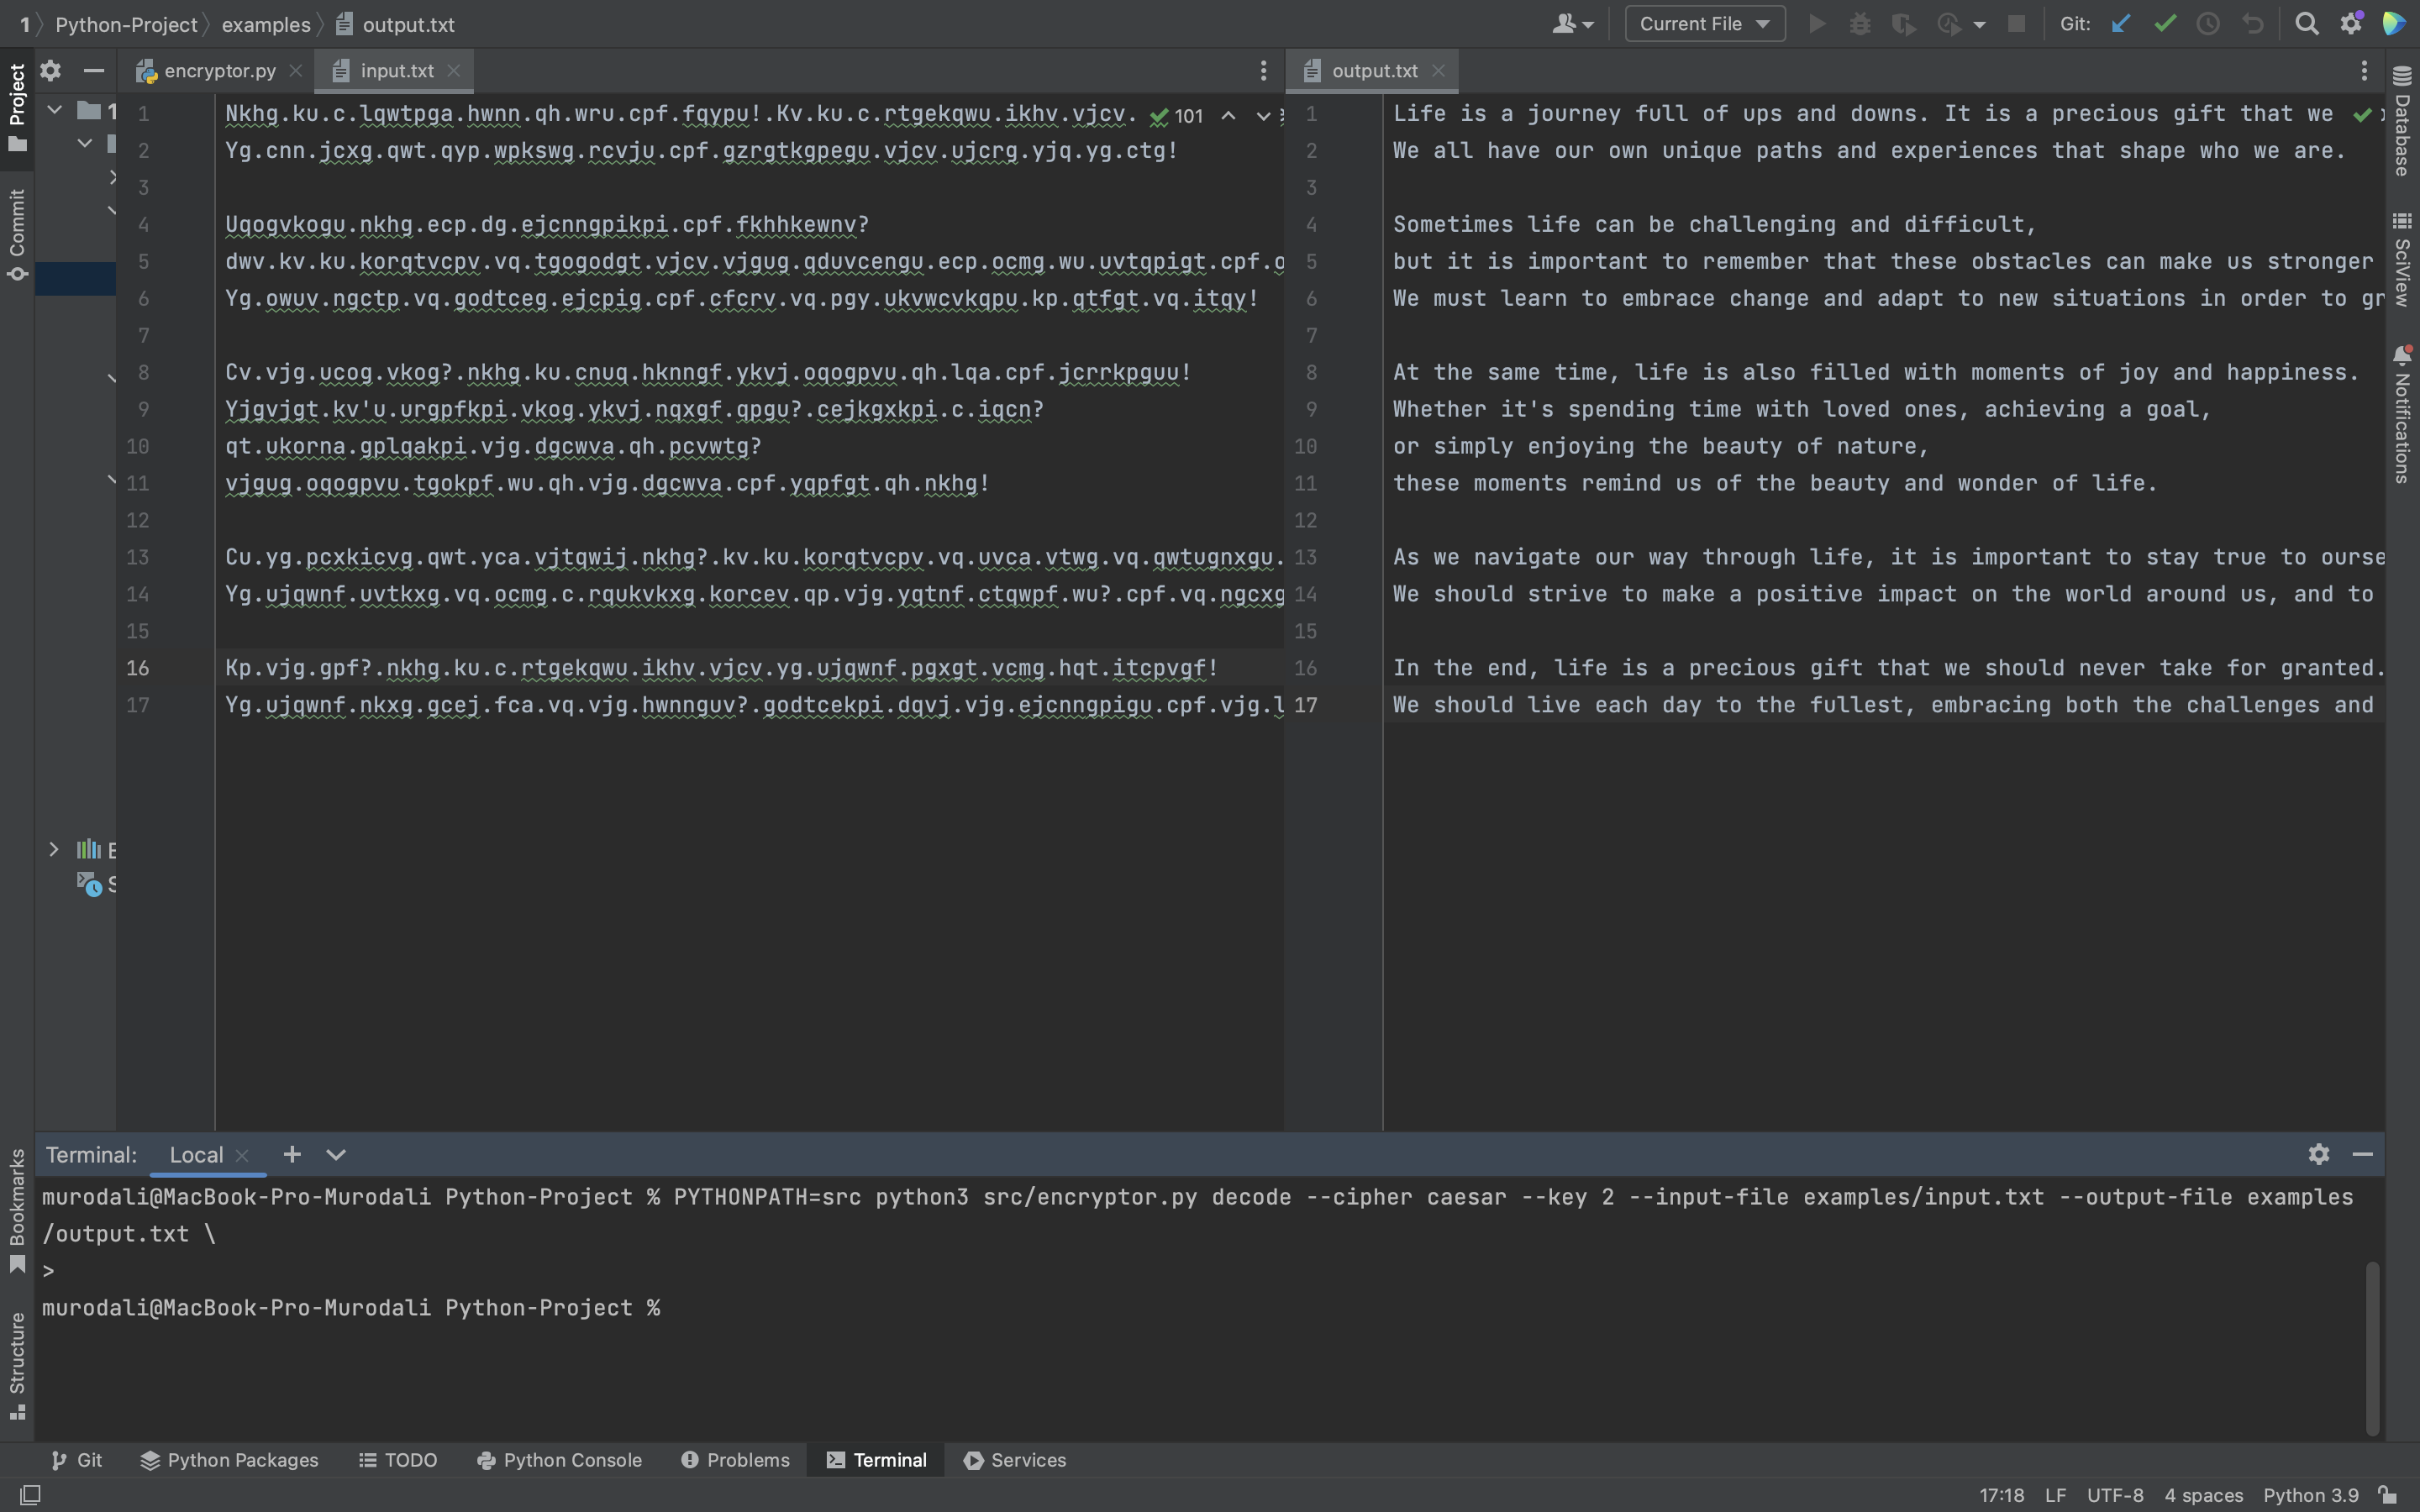 1 Python-Project examples output.txt
Current File
Git:
Project
Commit
Bookmarks
Structure
encryptor.py
input.txt
1 Nkhg.ku.c.lqwtpga.hwnn.qh.wru.cpf.fqypu!.Kv.ku.c.rtgekqwu.ikhv.vjcv. 101
2 Yg.cnn.jcxg.qwt.qyp.wpkswg.rcvju.cpf.gzrgtkgpegu.vjcv.ujcrg.yjq.yg.ctg!
3
4 Uqogvkogu.nkhg.ecp.dg.ejcnngpikpi.cpf.fkhhkewnv?
5 dwv.kv.ku.korqtvcpv.vq.tgogodgt.vjcv.vjgug.qduvcengu.ecp.ocmg.wu.uvtqpigt.cpf.o
6 Yg.owuv.ngctp.vq.godtceg.ejcpig.cpf.cfcrv.vq.pgy.ukvwcvkqpu.kp.qtfgt.vq.itqy!
7
8 Cv.vjg.ucog.vkog?.nkhg.ku.cnuq.hknngf.ykvj.oqogpvu.qh.lqa.cpf.jcrrkpguu!
9 Yjgvjgt.kv'u.urgpfkpi.vkog.ykvj.nqxgf.qpgu?.cejkgxkpi.c.iqcn?
10 qt.ukorna.gplqakpi.vjg.dgcwva.qh.pcvwtg?
11 vjgug.oqogpvu.tgokpf.wu.qh.vjg.dgcwva.cpf.yqpfgt.qh.nkhg!
12
13 Cu.yg.pcxkicvg.qwt.yca.vjtqwij.nkhg?.kv.ku.korqtvcpv.vq.uvca.vtwg.vq.qwtugnxgu.
14 Yg.ujqwnf.uvtkxg.vq.ocmg.c.rqukvkxg.korcev.qp.vjg.yqtnf.ctqwpf.wu?.cpf.vq.ngcxg
15
16 Kp.vjg.gpf?.nkhg.ku.c.rtgekqwu.ikhv.vjcv.yg.ujqwnf.pgxgt.vcmg.hqt.itcpvgf!
17 Yg.ujqwnf.nkxg.gcej.fca.vq.vjg.hwnnguv?.godtcekpi.dqvj.vjg.ejcnngpigu.cpf.vjg.l
output.txt
1 Life is a journey full of ups and downs. It is a precious gift that we
2 We all have our own unique paths and experiences that shape who we are.
3
4 Sometimes life can be challenging and difficult,
5 but it is important to remember that these obstacles can make us stronger
6 We must learn to embrace change and adapt to new situations in order to gr
7
8 At the same time, life is also filled with moments of joy and happiness.
9 Whether it's spending time with loved ones, achieving a goal,
10 or simply enjoying the beauty of nature,
11 these moments remind us of the beauty and wonder of life.
12
13 As we navigate our way through life, it is important to stay true to ourse
14 We should strive to make a positive impact on the world around us, and to
15
16 In the end, life is a precious gift that we should never take for granted.
17 We should live each day to the fullest, embracing both the challenges and
Database
SciView
Notifications
Terminal: Local
murodali@MacBook-Pro-Murodali Python-Project % PYTHONPATH=src python3 src/encryptor.py decode --cipher caesar --key 2 --input-file examples/input.txt --output-file examples
/output.txt \
>
murodali@MacBook-Pro-Murodali Python-Project %
Git Python Packages TODO Python Console Problems Terminal Services
17:18 LF UTF-8 4 spaces Python 3.9